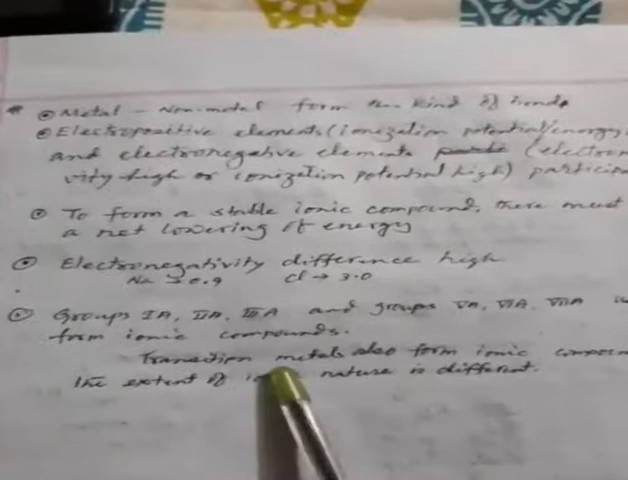 Metal - Non-metal form this kind of bonds
Electropositive elements (ionization potential/energy
and electronegative elements (electron
vity high or ionization potential high) participa
To form a stable ionic compound, there must
a net lowering of energy
Electronegativity difference high
Na → 0.9 Cl → 3.0
Groups IA, IIA, IIIA and groups VA, VIA, VIIA
form ionic compounds.
Transition metals also form ionic compoun
the extent of nature is different.